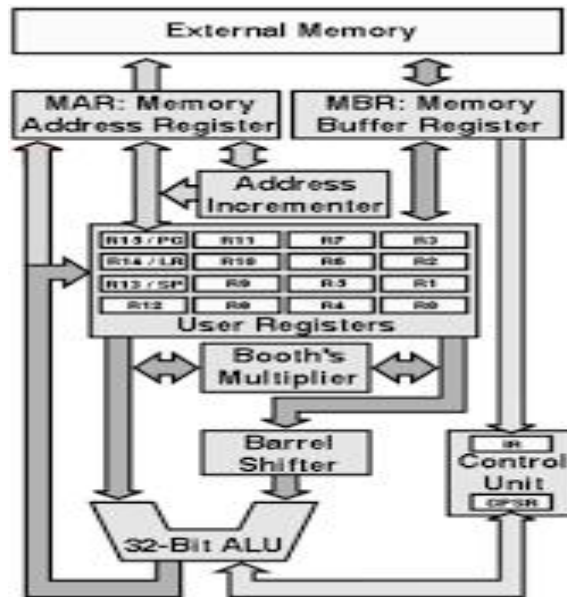 External Memory
MAR: Memory
Address Register
MBR: Memory
Buffer Register
Address
Incrementer
R15 / PC R11 R7 R3
R14 / LR R10 R6 R2
R13 / SP R9 R5 R1
R12 R8 R4 R0
User Registers
Booth's
Multiplier
Barrel
Shifter
IR
Control
Unit
CPSR
32-Bit ALU